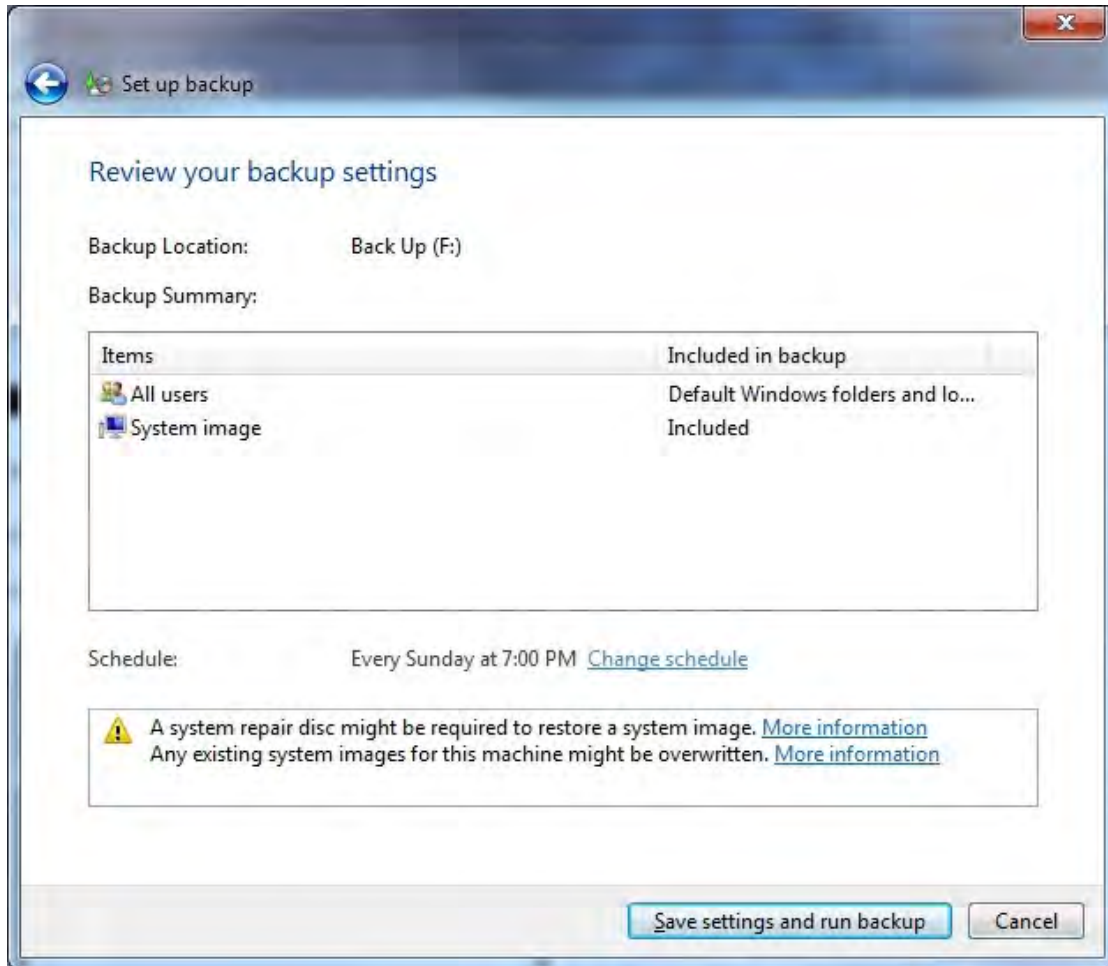 Set up backup
Review your backup settings
Backup Location: Back Up (F:)
Backup Summary:
Items Included in backup
All users Default Windows folders and lo...
System image Included
Schedule: Every Sunday at 7:00 PM Change schedule
A system repair disc might be required to restore a system image. More information
Any existing system images for this machine might be overwritten. More information
Save settings and run backup Cancel